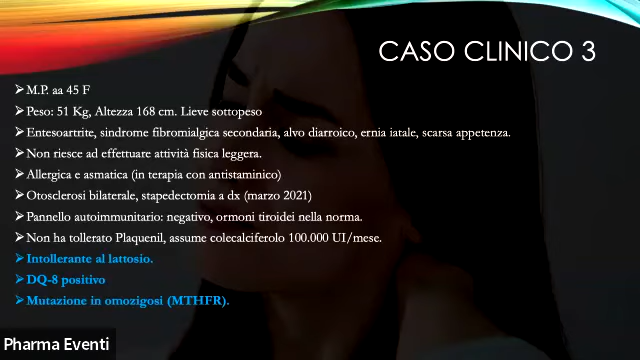 CASO CLINICO 3
➢M.P. aa 45 F
➢Peso: 51 Kg, Altezza 168 cm. Lieve sottopeso
➢Entesoartrite, sindrome fibromialgica secondaria, alvo diarroico, ernia iatale, scarsa appetenza.
➢Non riesce ad effettuare attività fisica leggera.
➢Allergica e asmatica (in terapia con antistaminico)
➢Otosclerosi bilaterale, stapedectomia a dx (marzo 2021)
➢Pannello autoimmunitario: negativo, ormoni tiroidei nella norma.
➢Non ha tollerato Plaquenil, assume colecalciferolo 100.000 UI/mese.
➢Intollerante al lattosio.
➢DQ-8 positivo
➢Mutazione in omozigosi (MTHFR).
Pharma Eventi